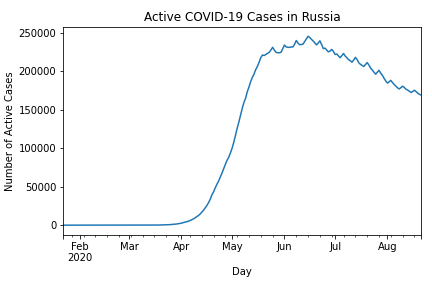 Active COVID-19 Cases in Russia
Number of Active Cases
250000
200000
150000
100000
50000
0
Feb Mar Apr May Jun Jul Aug
2020
Day